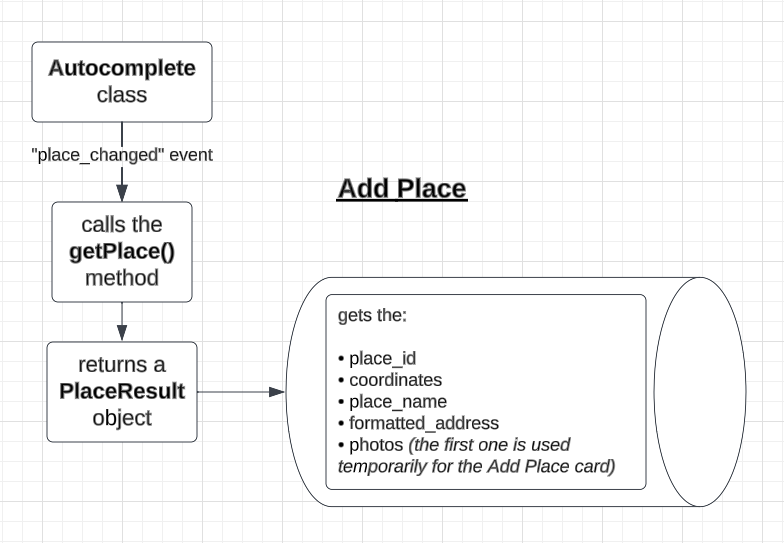 Autocomplete
class
"place_changed" event
Add Place
calls the
getPlace()
method
returns a
PlaceResult
object
gets the:
• place_id
• coordinates
• place_name
• formatted_address
• photos (the first one is used
temporarily for the Add Place card)